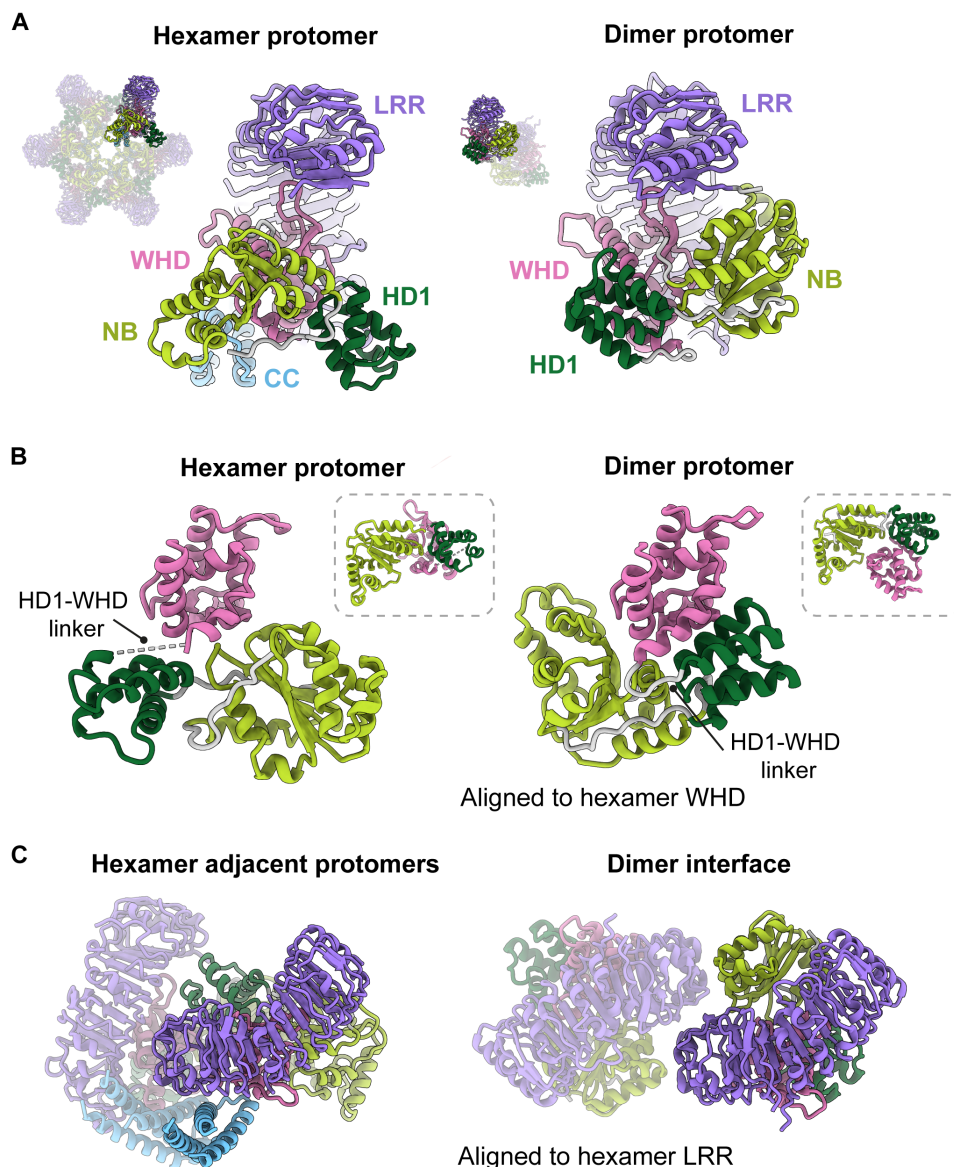 A
Hexamer protomer
Dimer protomer
LRR
LRR
WHD
HD1
NB
CC
WHD
NB
HD1
B
Hexamer protomer
Dimer protomer
HD1-WHD
linker
HD1-WHD
linker
Aligned to hexamer WHD
C
Hexamer adjacent protomers
Dimer interface
Aligned to hexamer LRR